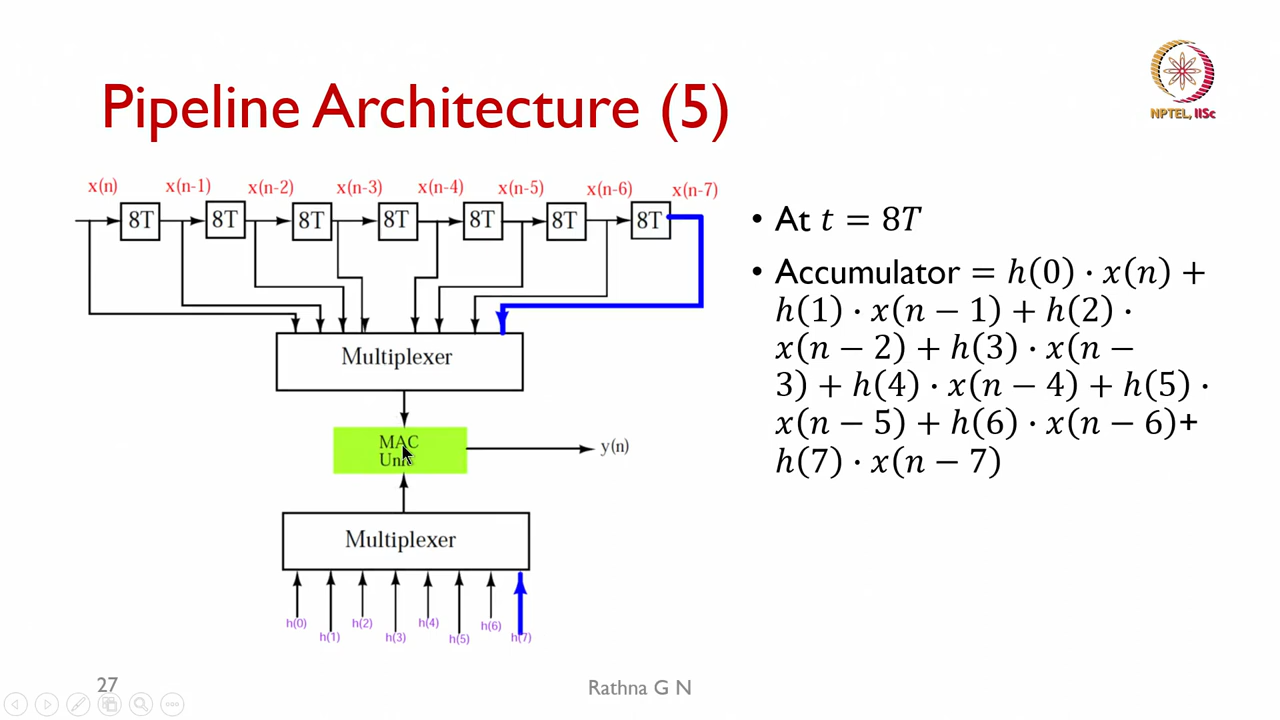 Pipeline Architecture (5)
NPTEL, IISc
x(n) x(n-1) x(n-2) x(n-3) x(n-4) x(n-5) x(n-6) x(n-7)
8T 8T 8T 8T 8T 8T 8T
Multiplexer
MAC
Unit
y(n)
Multiplexer
h(0) h(1) h(2) h(3) h(4) h(5) h(6) h(7)
• At 𝑡 = 8𝑇
• Accumulator = ℎ(0) · 𝑥(𝑛) +
ℎ(1) · 𝑥(𝑛 − 1) + ℎ(2) ·
𝑥(𝑛 − 2) + ℎ(3) · 𝑥(𝑛 −
3) + ℎ(4) · 𝑥(𝑛 − 4) + ℎ(5) ·
𝑥(𝑛 − 5) + ℎ(6) · 𝑥(𝑛 − 6)+
ℎ(7) · 𝑥(𝑛 − 7)
27
Rathna G N